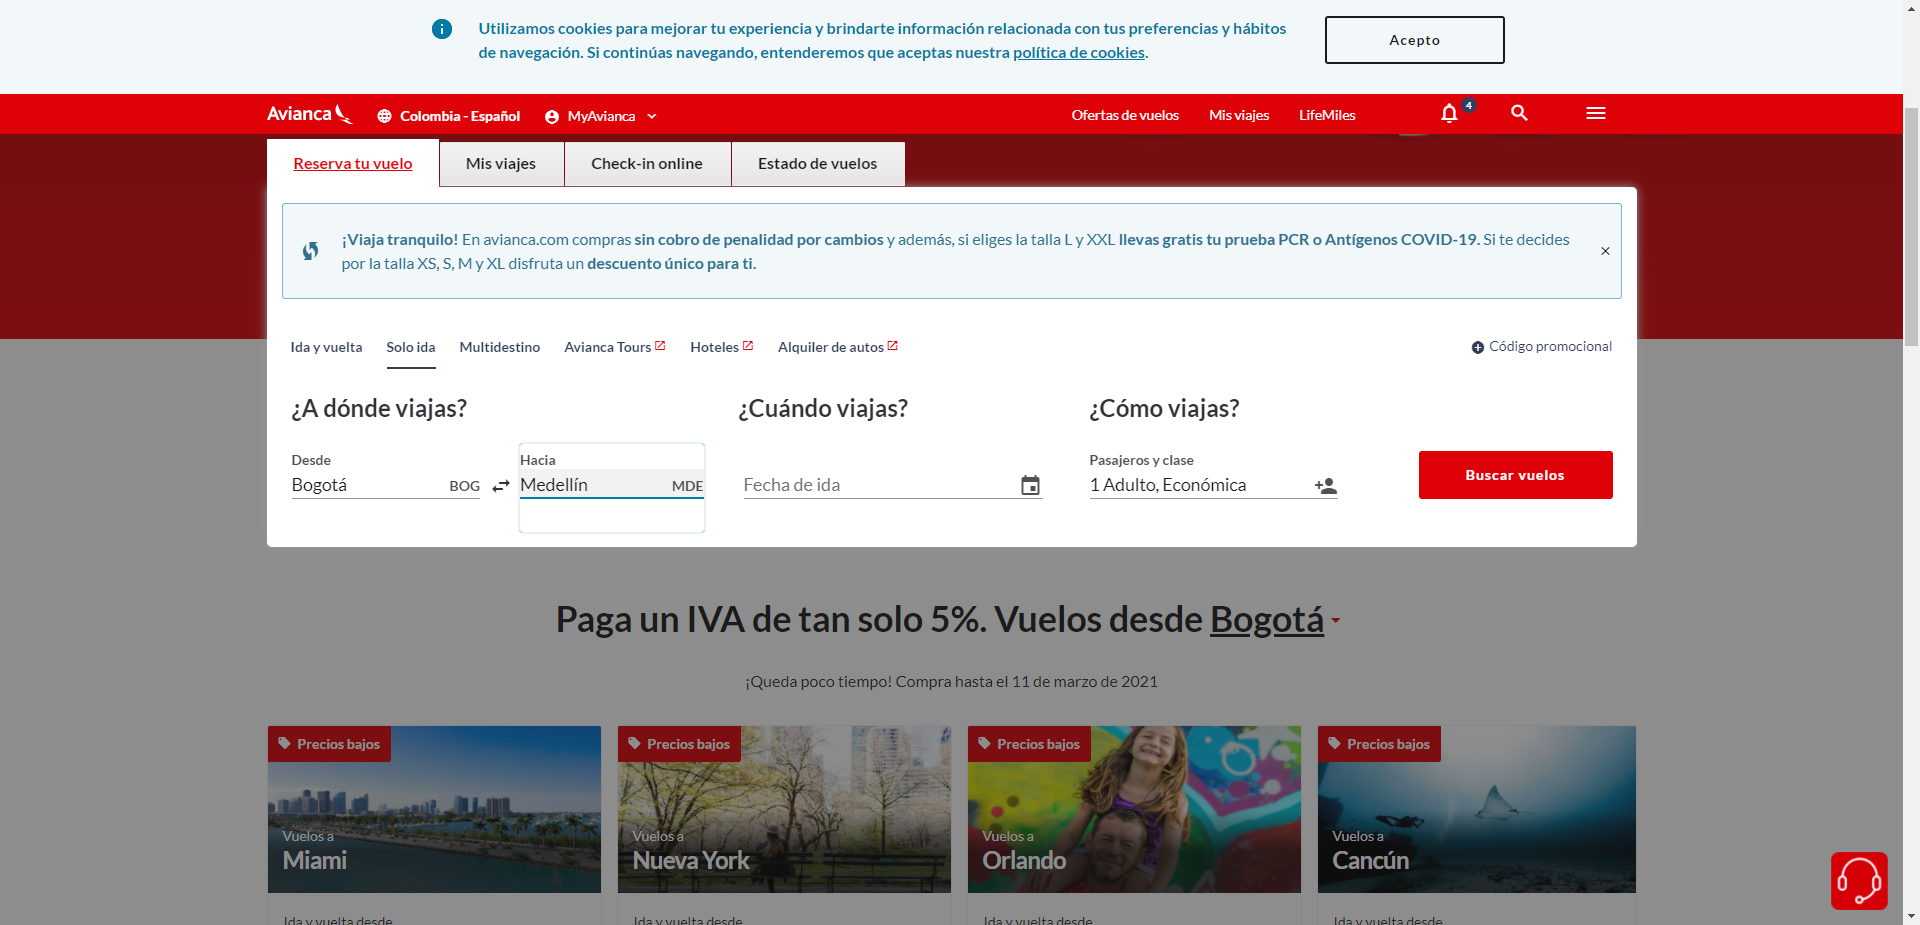 Utilizamos cookies para mejorar tu experiencia y brindarte información relacionada con tus preferencias y hábitos
de navegación. Si continúas navegando, entenderemos que aceptas nuestra política de cookies.
Acepto
Avianca
Colombia - Español
MyAvianca
Ofertas de vuelos
Mis viajes
LifeMiles
4
Reserva tu vuelo
Mis viajes
Check-in online
Estado de vuelos
¡Viaja tranquilo! En avianca.com compras sin cobro de penalidad por cambios y además, si eliges la talla L y XXL llevas gratis tu prueba PCR o Antígenos COVID-19. Si te decides
por la talla XS, S, M y XL disfruta un descuento único para ti.
Ida y vuelta
Solo ida
Multidestino
Avianca Tours
Hoteles
Alquiler de autos
Código promocional
¿A dónde viajas?
¿Cuándo viajas?
¿Cómo viajas?
Desde
Bogotá BOG
Hacia
Medellín MDE
Fecha de ida
Pasajeros y clase
1 Adulto, Económica
Buscar vuelos
Paga un IVA de tan solo 5%. Vuelos desde Bogotá
¡Queda poco tiempo! Compra hasta el 11 de marzo de 2021
Precios bajos
Vuelos a
Miami
Ida y vuelta desde
Precios bajos
Vuelos a
Nueva York
Ida y vuelta desde
Precios bajos
Vuelos a
Orlando
Ida y vuelta desde
Precios bajos
Vuelos a
Cancún
Ida y vuelta desde